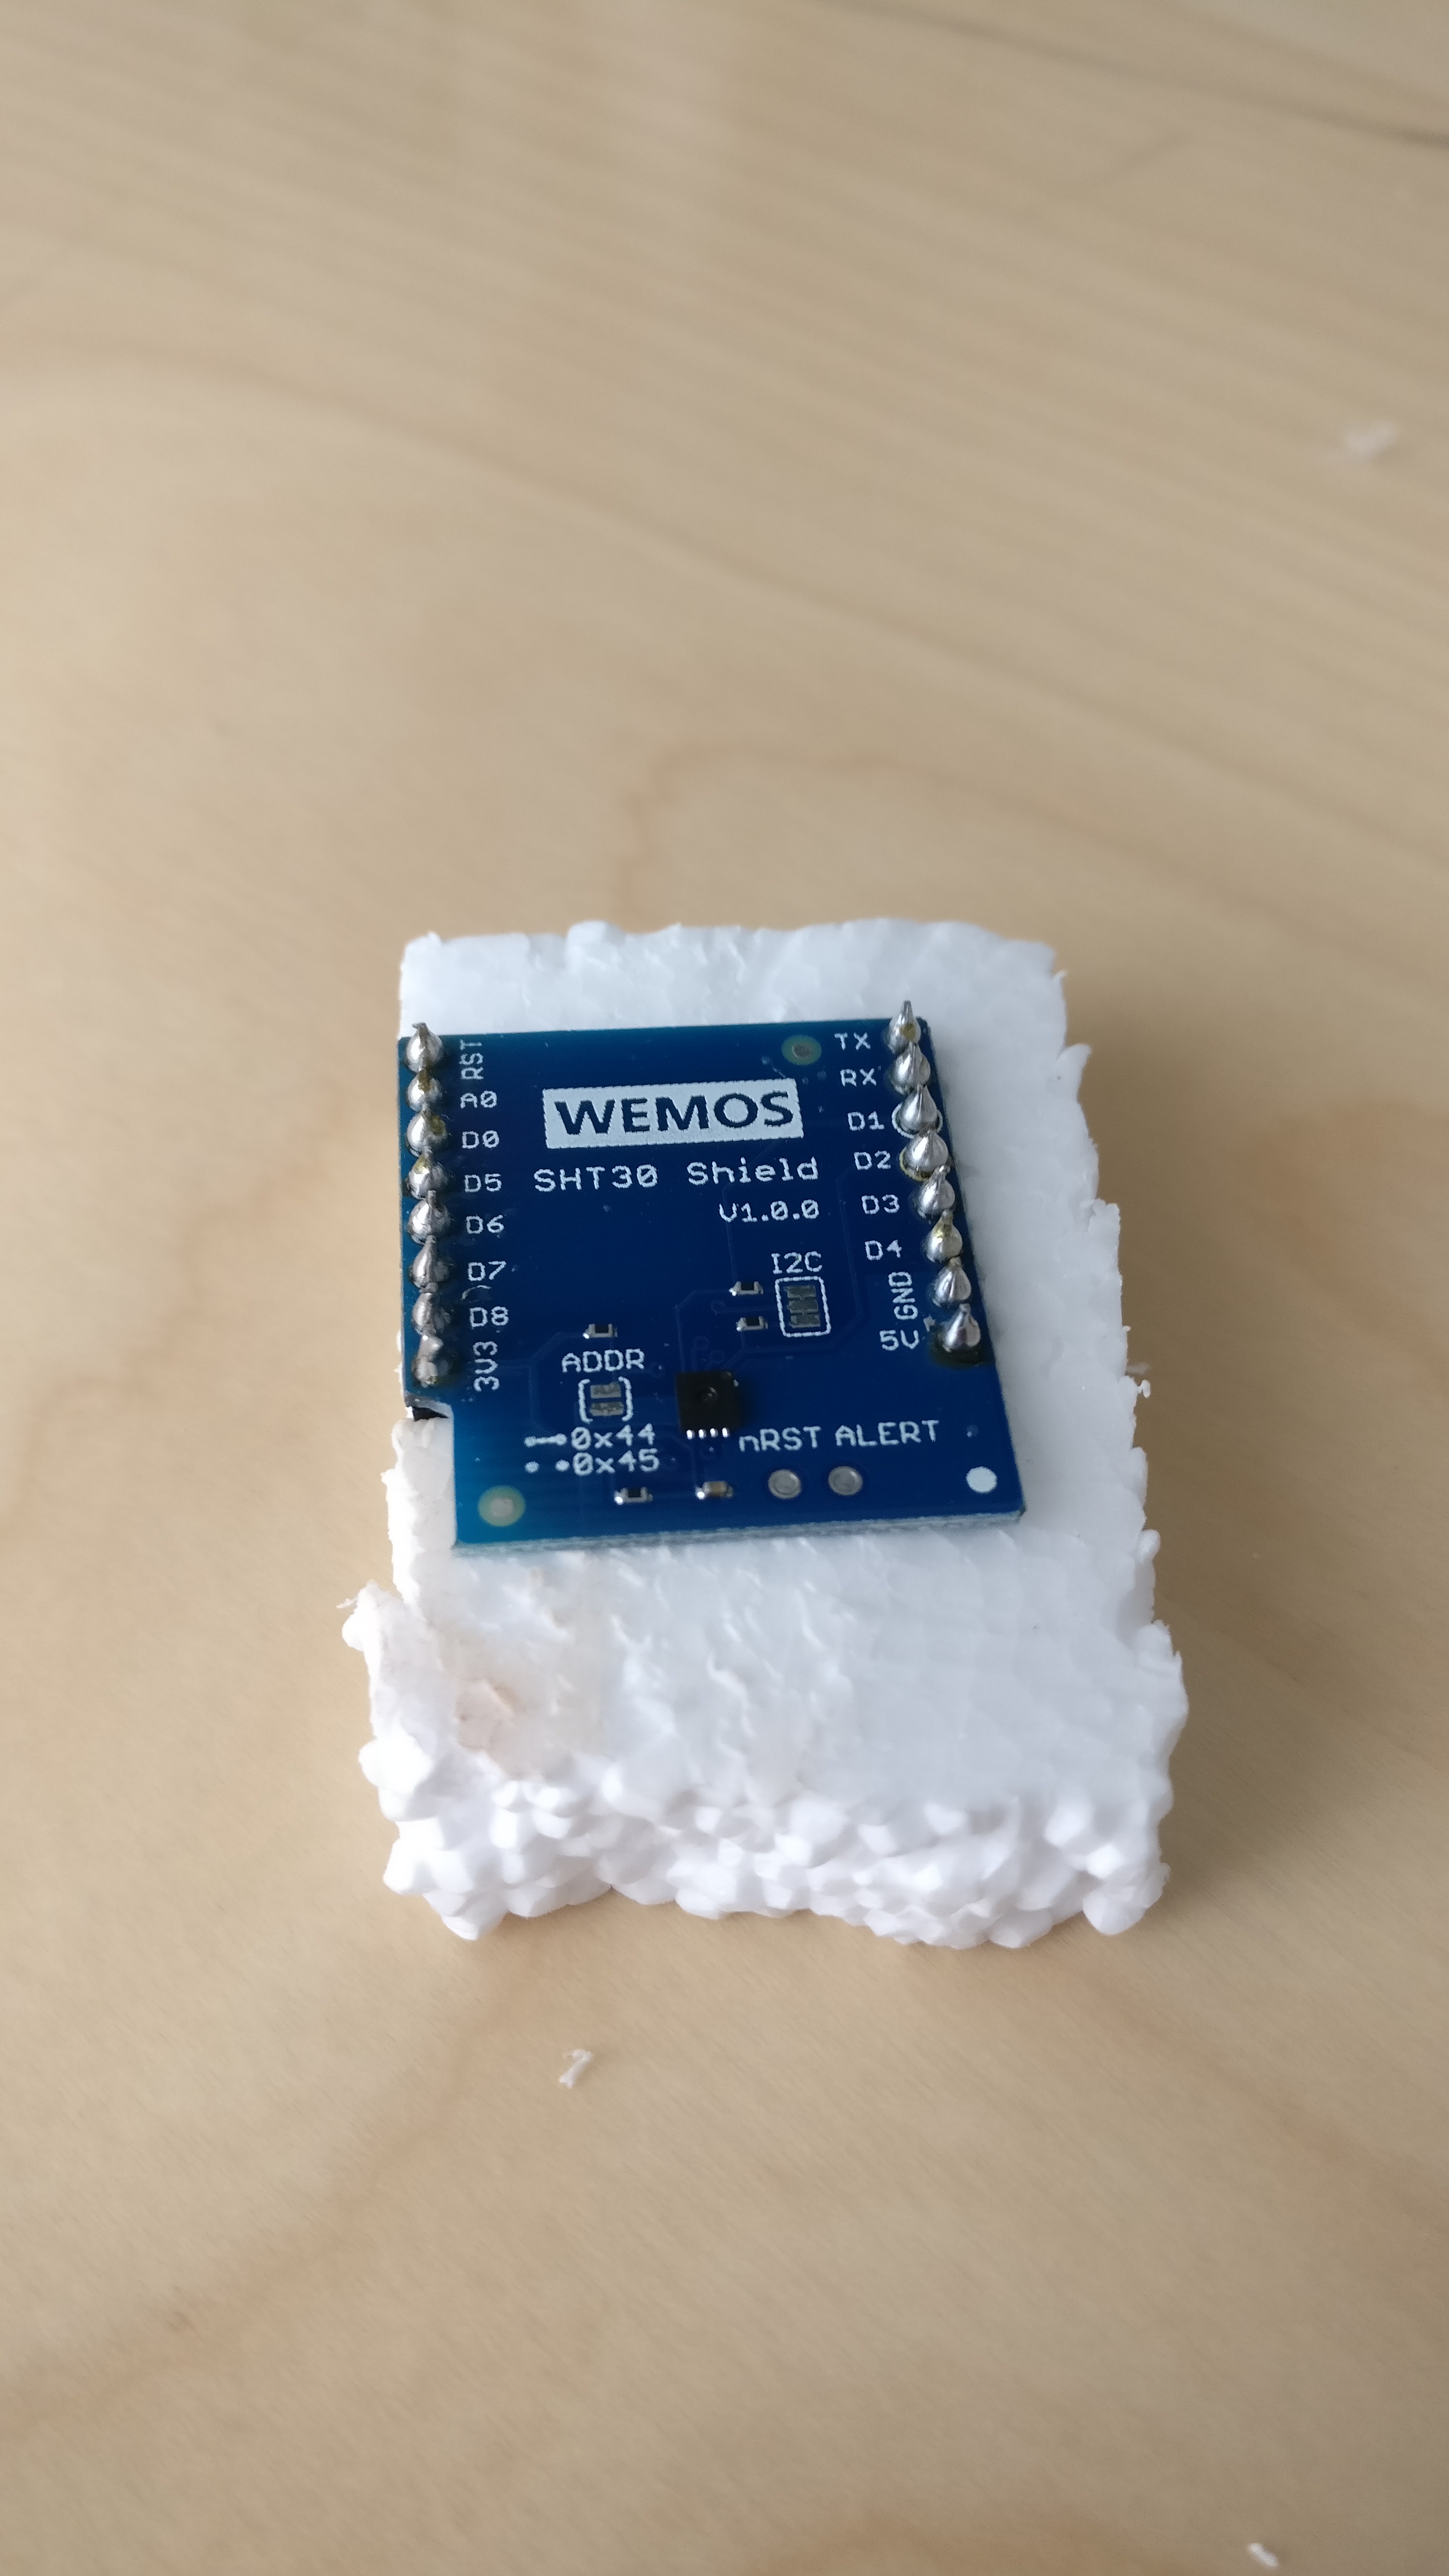 WEMOS
SHT30 Shield
V1.0.0
I2C
ADDR
0x44
0x45
nRST ALERT
RST
A0
D0
D5
D6
D7
D8
3V3
TX
RX
D1
D2
D3
D4
GND
5V